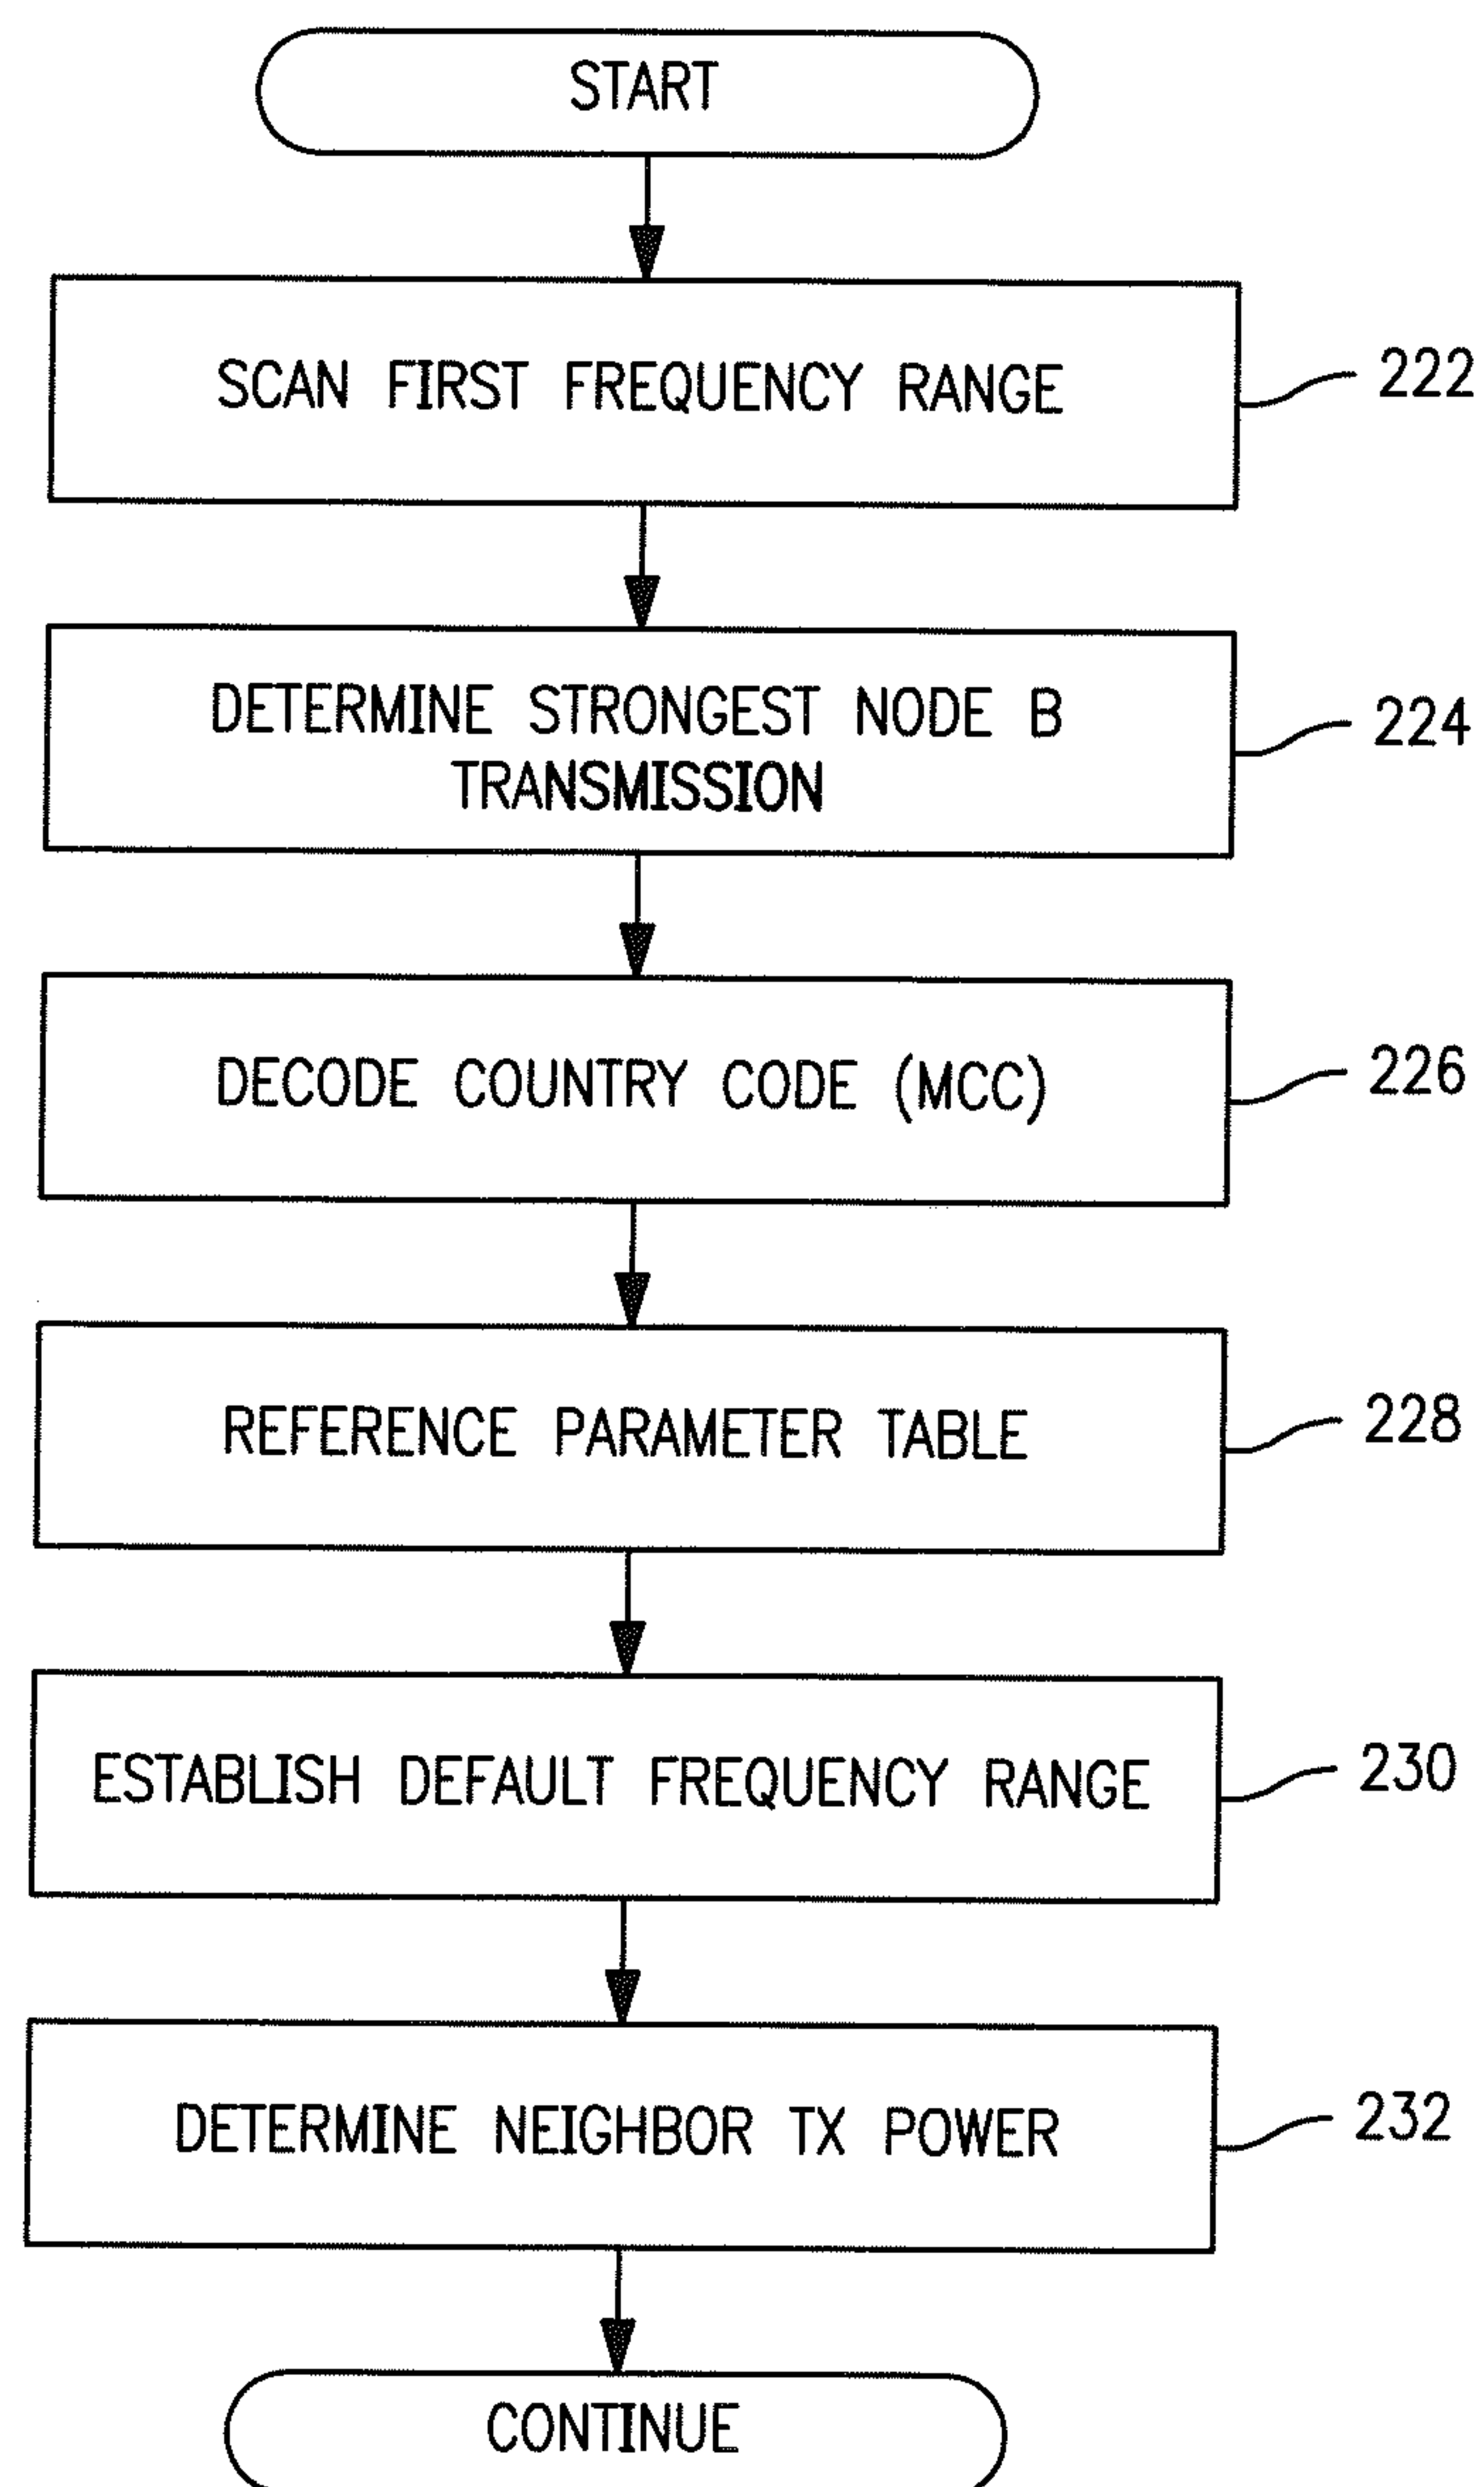 START
SCAN FIRST FREQUENCY RANGE
222
DETERMINE STRONGEST NODE B
TRANSMISSION
224
DECODE COUNTRY CODE (MCC)
226
REFERENCE PARAMETER TABLE
228
ESTABLISH DEFAULT FREQUENCY RANGE
230
DETERMINE NEIGHBOR TX POWER
232
CONTINUE